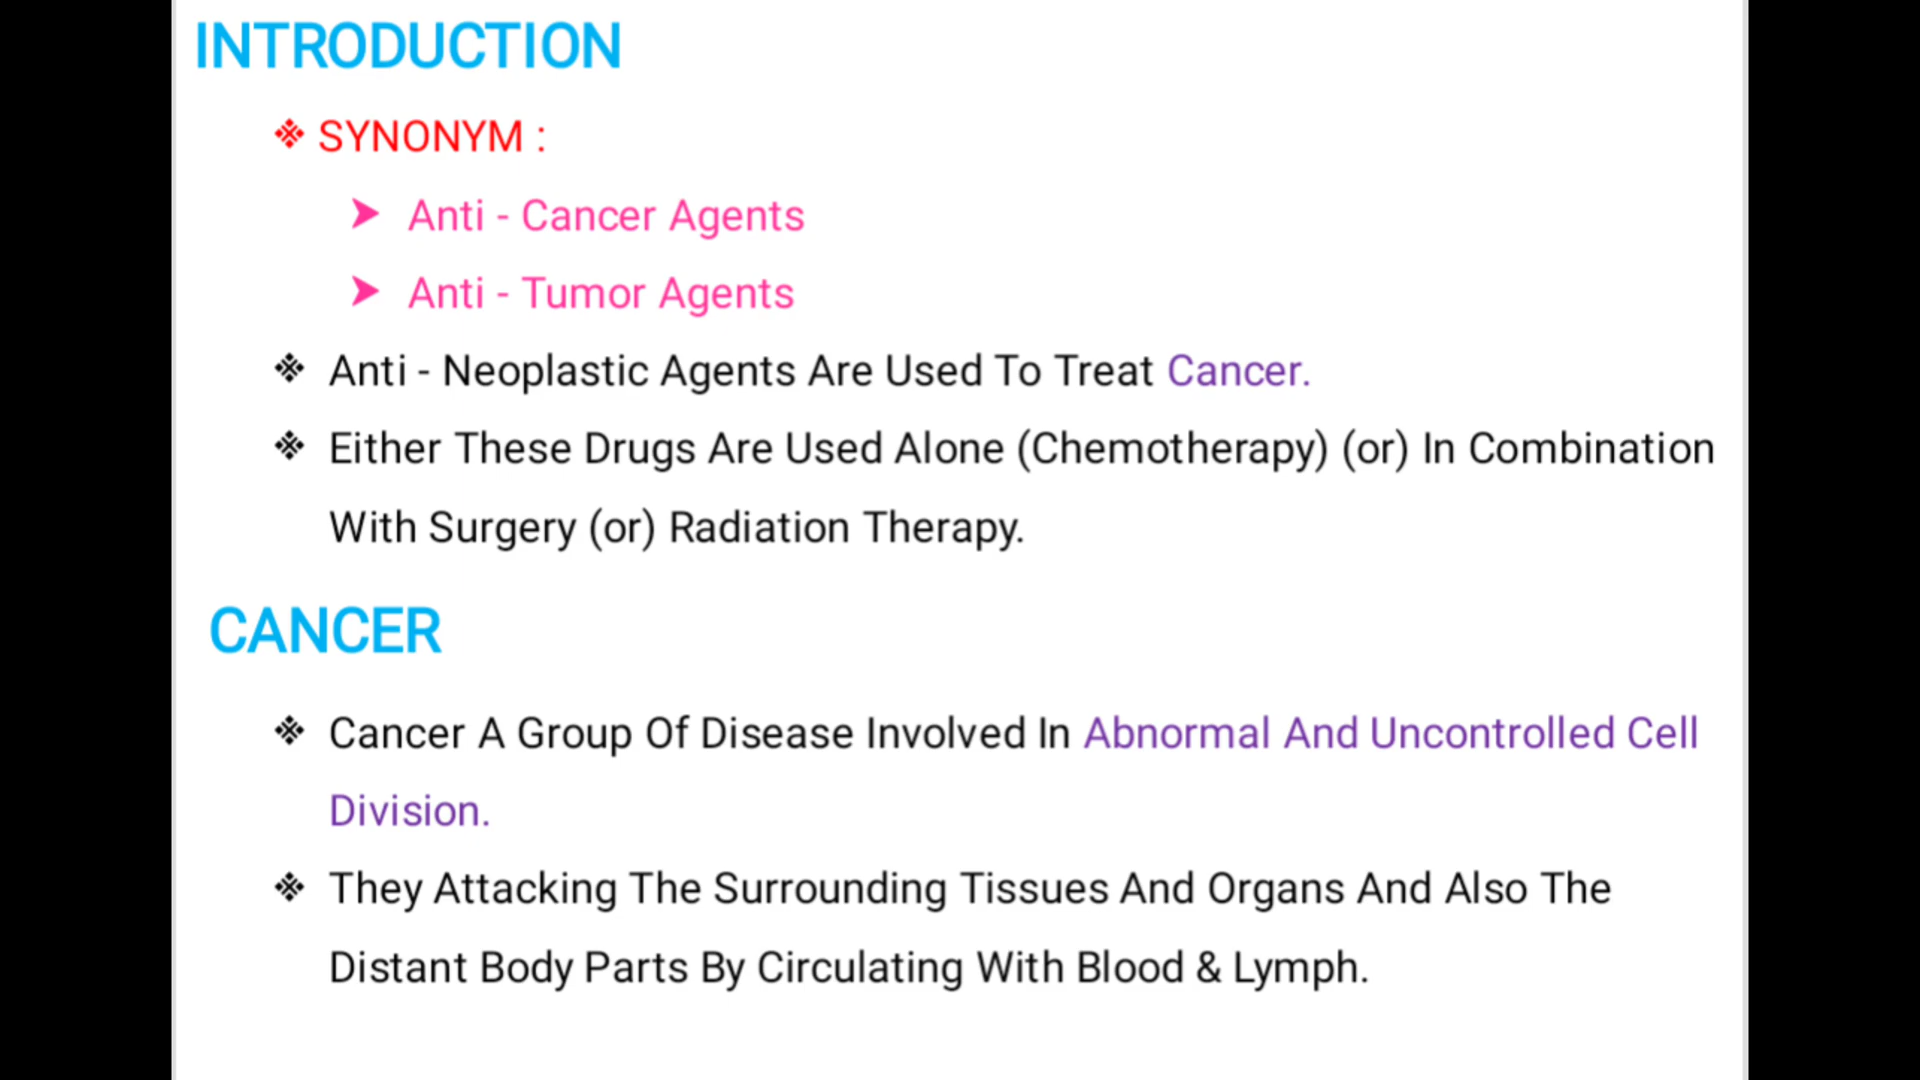 INTRODUCTION
❖ SYNONYM :
➤ Anti - Cancer Agents
➤ Anti - Tumor Agents
❖ Anti - Neoplastic Agents Are Used To Treat Cancer.
❖ Either These Drugs Are Used Alone (Chemotherapy) (or) In Combination
With Surgery (or) Radiation Therapy.
CANCER
❖ Cancer A Group Of Disease Involved In Abnormal And Uncontrolled Cell
Division.
❖ They Attacking The Surrounding Tissues And Organs And Also The
Distant Body Parts By Circulating With Blood & Lymph.